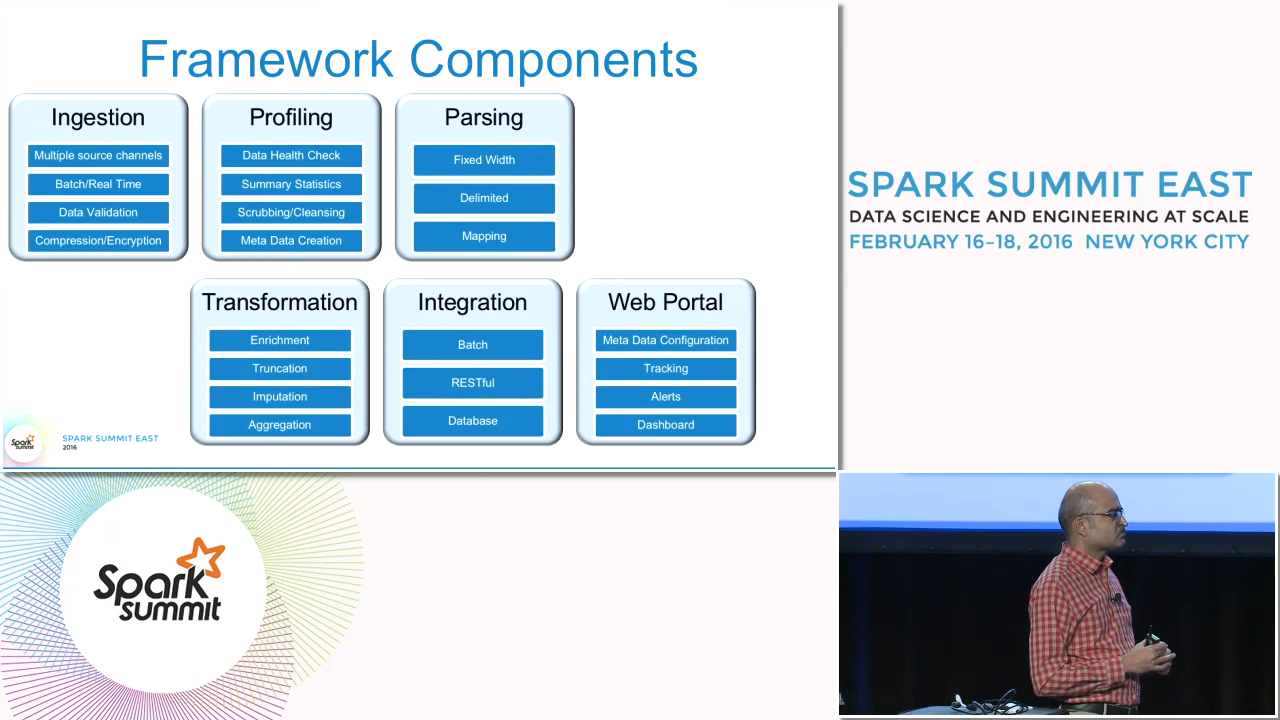 Framework Components
Ingestion
Multiple source channels
Batch/Real Time
Data Validation
Compression/Encryption
Profiling
Data Health Check
Summary Statistics
Scrubbing/Cleansing
Meta Data Creation
Parsing
Fixed Width
Delimited
Mapping
Transformation
Enrichment
Truncation
Imputation
Aggregation
Integration
Batch
RESTful
Database
Web Portal
Meta Data Configuration
Tracking
Alerts
Dashboard
Spark
summit
SPARK SUMMIT EAST
2016
SPARK SUMMIT EAST
DATA SCIENCE AND ENGINEERING AT SCALE
FEBRUARY 16–18, 2016 NEW YORK CITY
Spark
summit